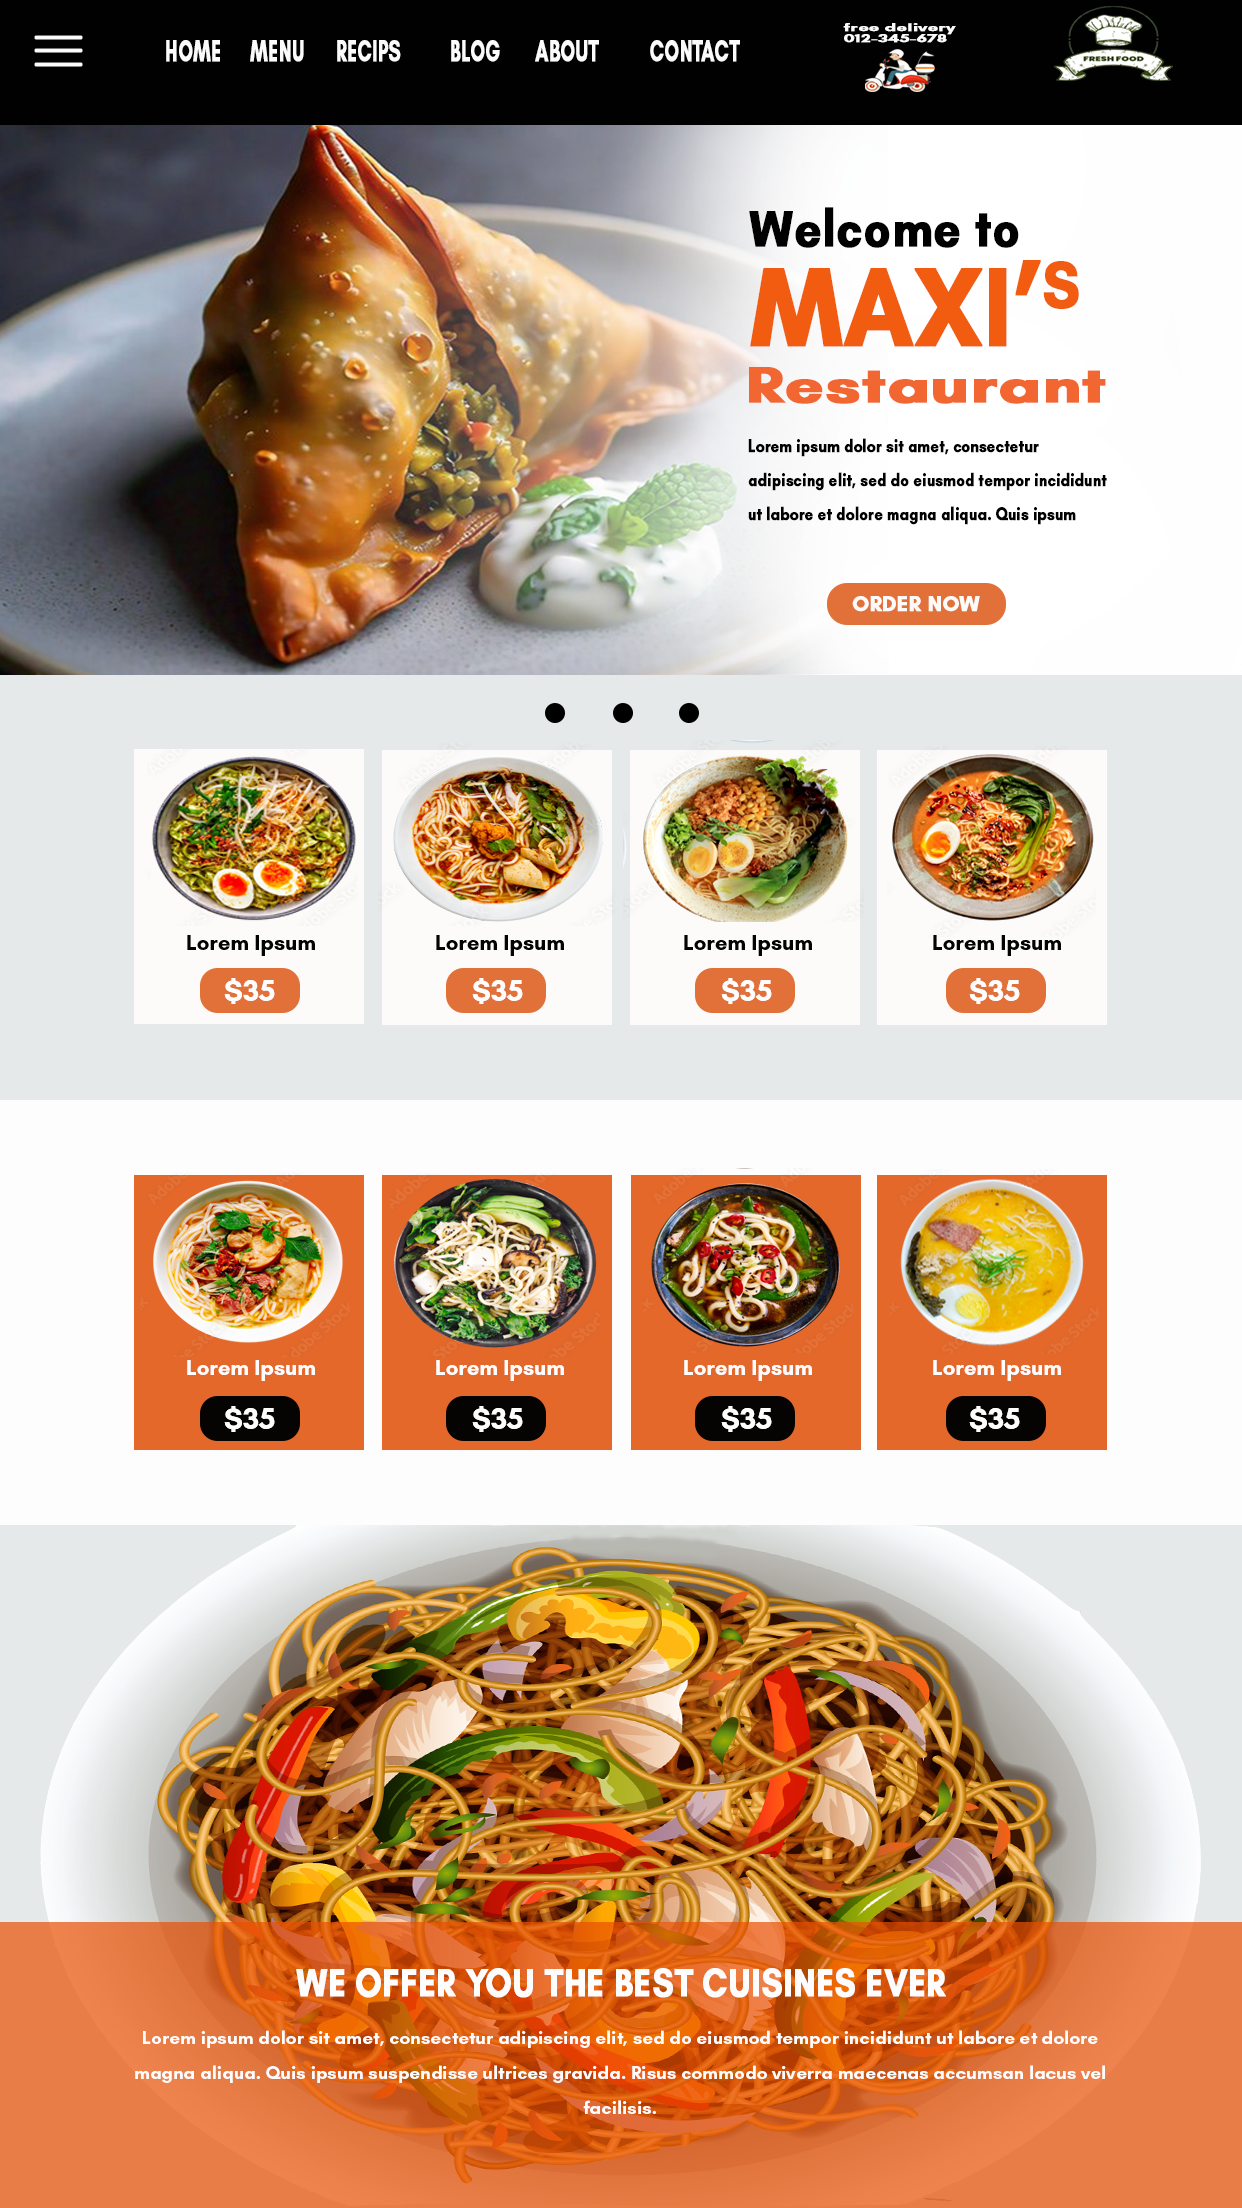 HOME MENU RECIPS BLOG ABOUT CONTACT
free delivery
012-345-678
FRESH FOOD
Welcome to
MAXI'S
Restaurant
Lorem ipsum dolor sit amet, consectetur
adipiscing elit, sed do eiusmod tempor incididunt
ut labore et dolore magna aliqua. Quis ipsum
ORDER NOW
Lorem Ipsum Lorem Ipsum Lorem Ipsum Lorem Ipsum
$35 $35 $35 $35
Lorem Ipsum Lorem Ipsum Lorem Ipsum Lorem Ipsum
$35 $35 $35 $35
WE OFFER YOU THE BEST CUISINES EVER
Lorem ipsum dolor sit amet, consectetur adipiscing elit, sed do eiusmod tempor incididunt ut labore et dolore
magna aliqua. Quis ipsum suspendisse ultrices gravida. Risus commodo viverra maecenas accumsan lacus vel
facilisis.